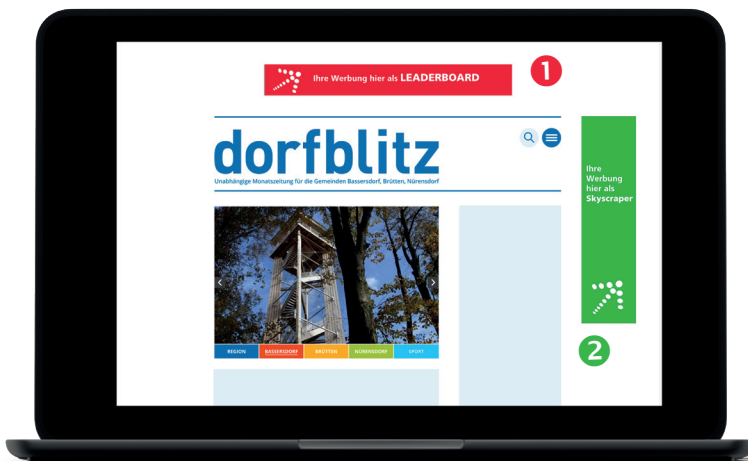 Ihre Werbung hier als LEADERBOARD
1
dorfblitz
Unabhängige Monatszeitung für die Gemeinden Bassersdorf, Brütten, Nürensdorf
Ihre
Werbung
hier als
Skyscraper
REGION BASSERSDORF BRÜTTEN NÜRENSDORF SPORT
2